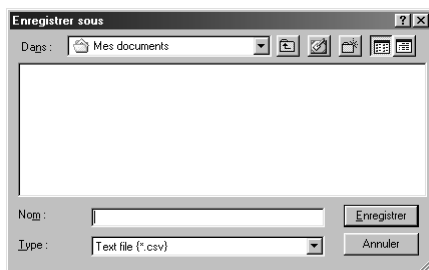 Enregistrer sous
Dans : Mes documents
Nom :
Enregistrer
Type : Text file {*.csv}
Annuler